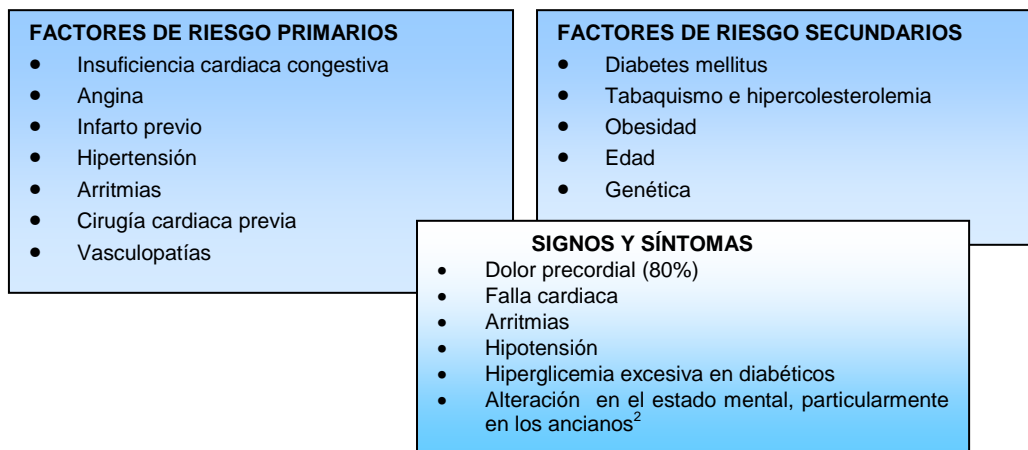 FACTORES DE RIESGO PRIMARIOS
• Insuficiencia cardiaca congestiva
• Angina
• Infarto previo
• Hipertensión
• Arritmias
• Cirugía cardiaca previa
• Vasculopatías
FACTORES DE RIESGO SECUNDARIOS
• Diabetes mellitus
• Tabaquismo e hipercolesterolemia
• Obesidad
• Edad
• Genética
SIGNOS Y SÍNTOMAS
• Dolor precordial (80%)
• Falla cardiaca
• Arritmias
• Hipotensión
• Hiperglicemia excesiva en diabéticos
• Alteración en el estado mental, particularmente
en los ancianos²